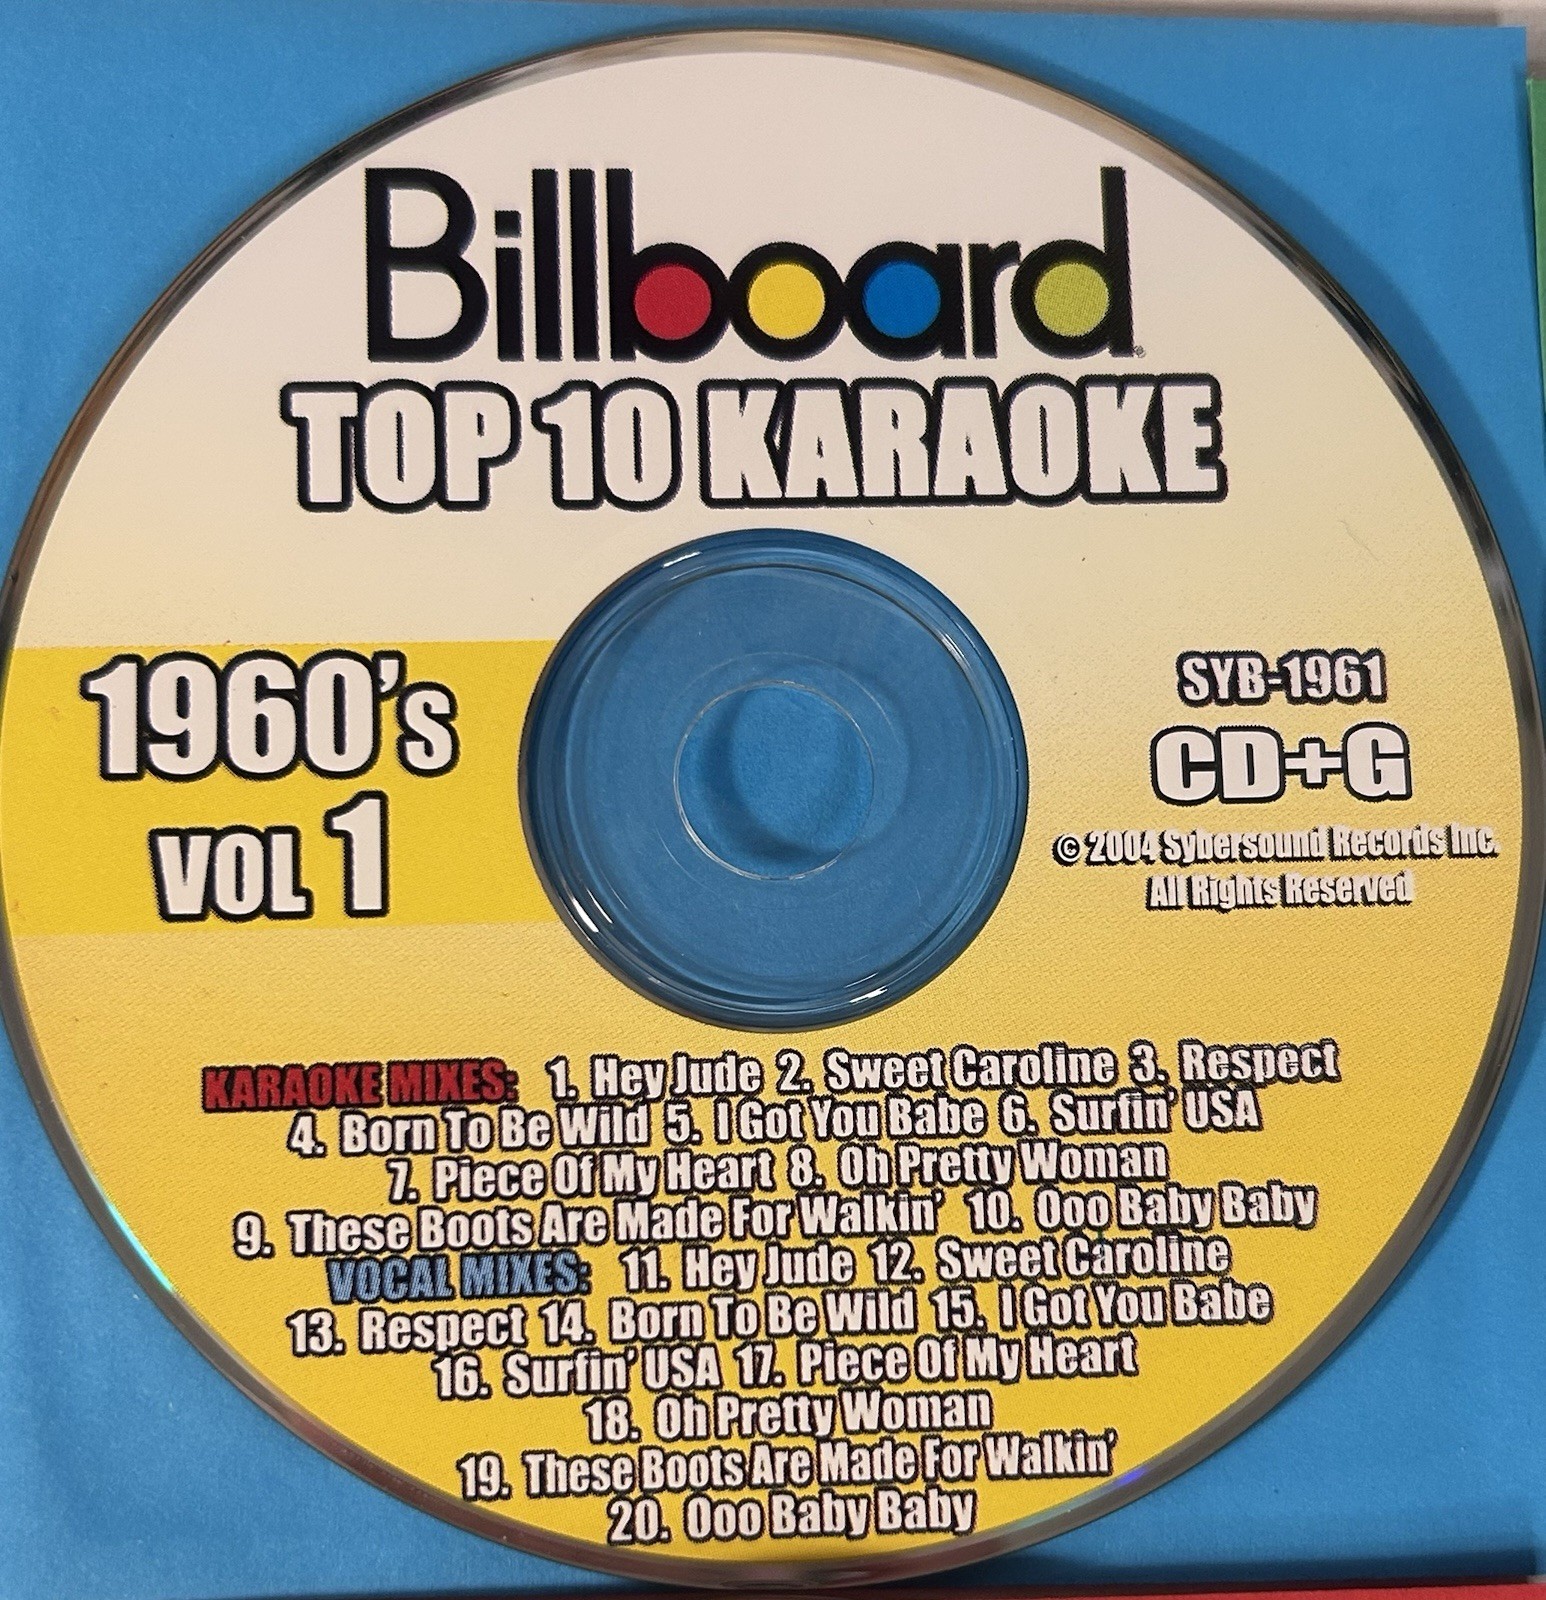 Billboard
TOP 10 KARAOKE
1960's
VOL 1
SYB-1961
CD+G
© 2004 Sybersound Records Inc.
All Rights Reserved
KARAOKE MIXES: 1. Hey Jude 2. Sweet Caroline 3. Respect
4. Born To Be Wild 5. I Got You Babe 6. Surfin' USA
7. Piece Of My Heart 8. Oh Pretty Woman
9. These Boots Are Made For Walkin' 10. Ooo Baby Baby
VOCAL MIXES: 11. Hey Jude 12. Sweet Caroline
13. Respect 14. Born To Be Wild 15. I Got You Babe
16. Surfin' USA 17. Piece Of My Heart
18. Oh Pretty Woman
19. These Boots Are Made For Walkin'
20. Ooo Baby Baby